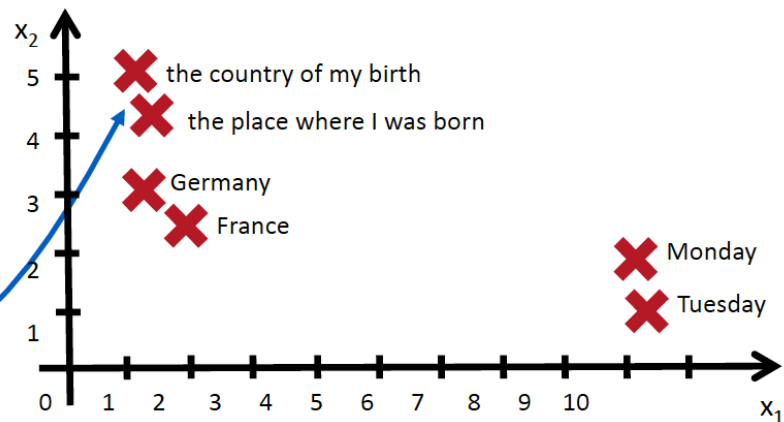 x2
5
the country of my birth
4
the place where I was born
3
Germany
France
2
Monday
1
Tuesday
0 1 2 3 4 5 6 7 8 9 10
x1